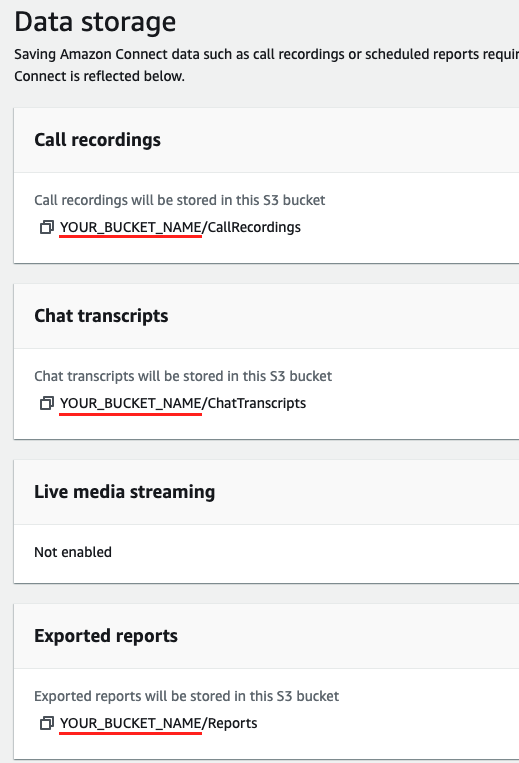 Data storage
Saving Amazon Connect data such as call recordings or scheduled reports
Connect is reflected below.
Call recordings
Call recordings will be stored in this S3 bucket
YOUR_BUCKET_NAME/CallRecordings
Chat transcripts
Chat transcripts will be stored in this S3 bucket
YOUR_BUCKET_NAME/ChatTranscripts
Live media streaming
Not enabled
Exported reports
Exported reports will be stored in this S3 bucket
YOUR_BUCKET_NAME/Reports